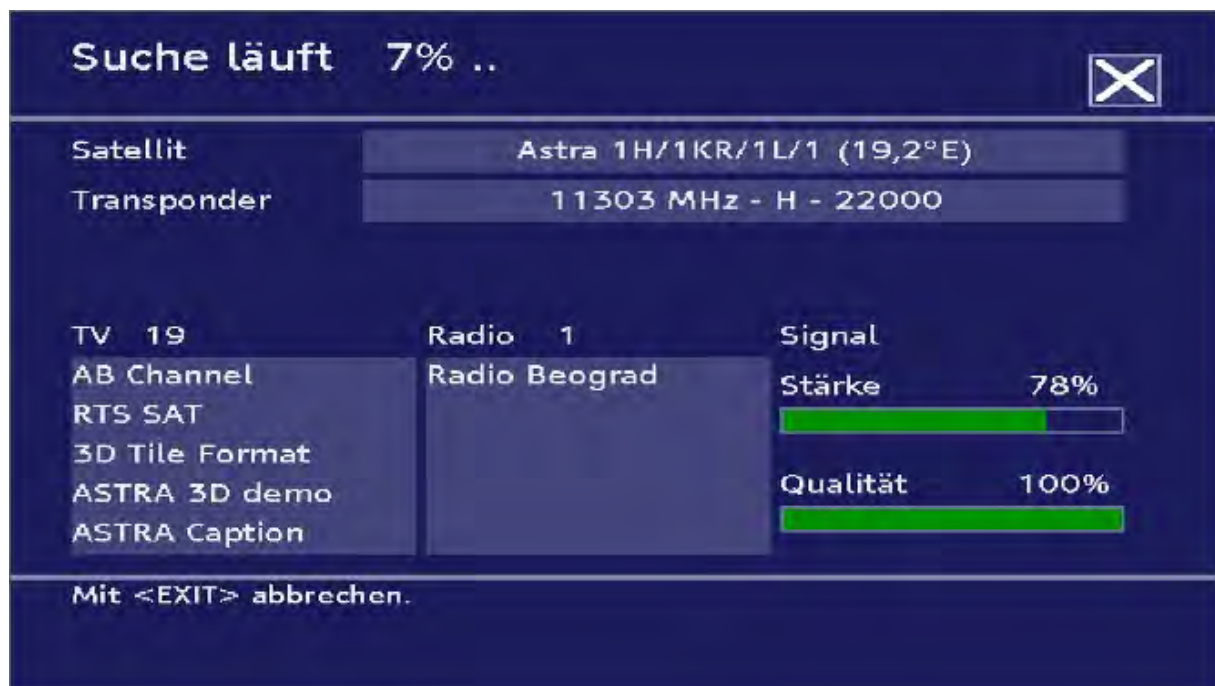 Suche läuft 7% ..
Satellit Astra 1H/1KR/1L/1 (19,2°E)
Transponder 11303 MHz - H - 22000
TV 19
AB Channel
RTS SAT
3D Tile Format
ASTRA 3D demo
ASTRA Caption
Radio 1
Radio Beograd
Signal
Stärke 78%
Qualität 100%
Mit <EXIT> abbrechen.